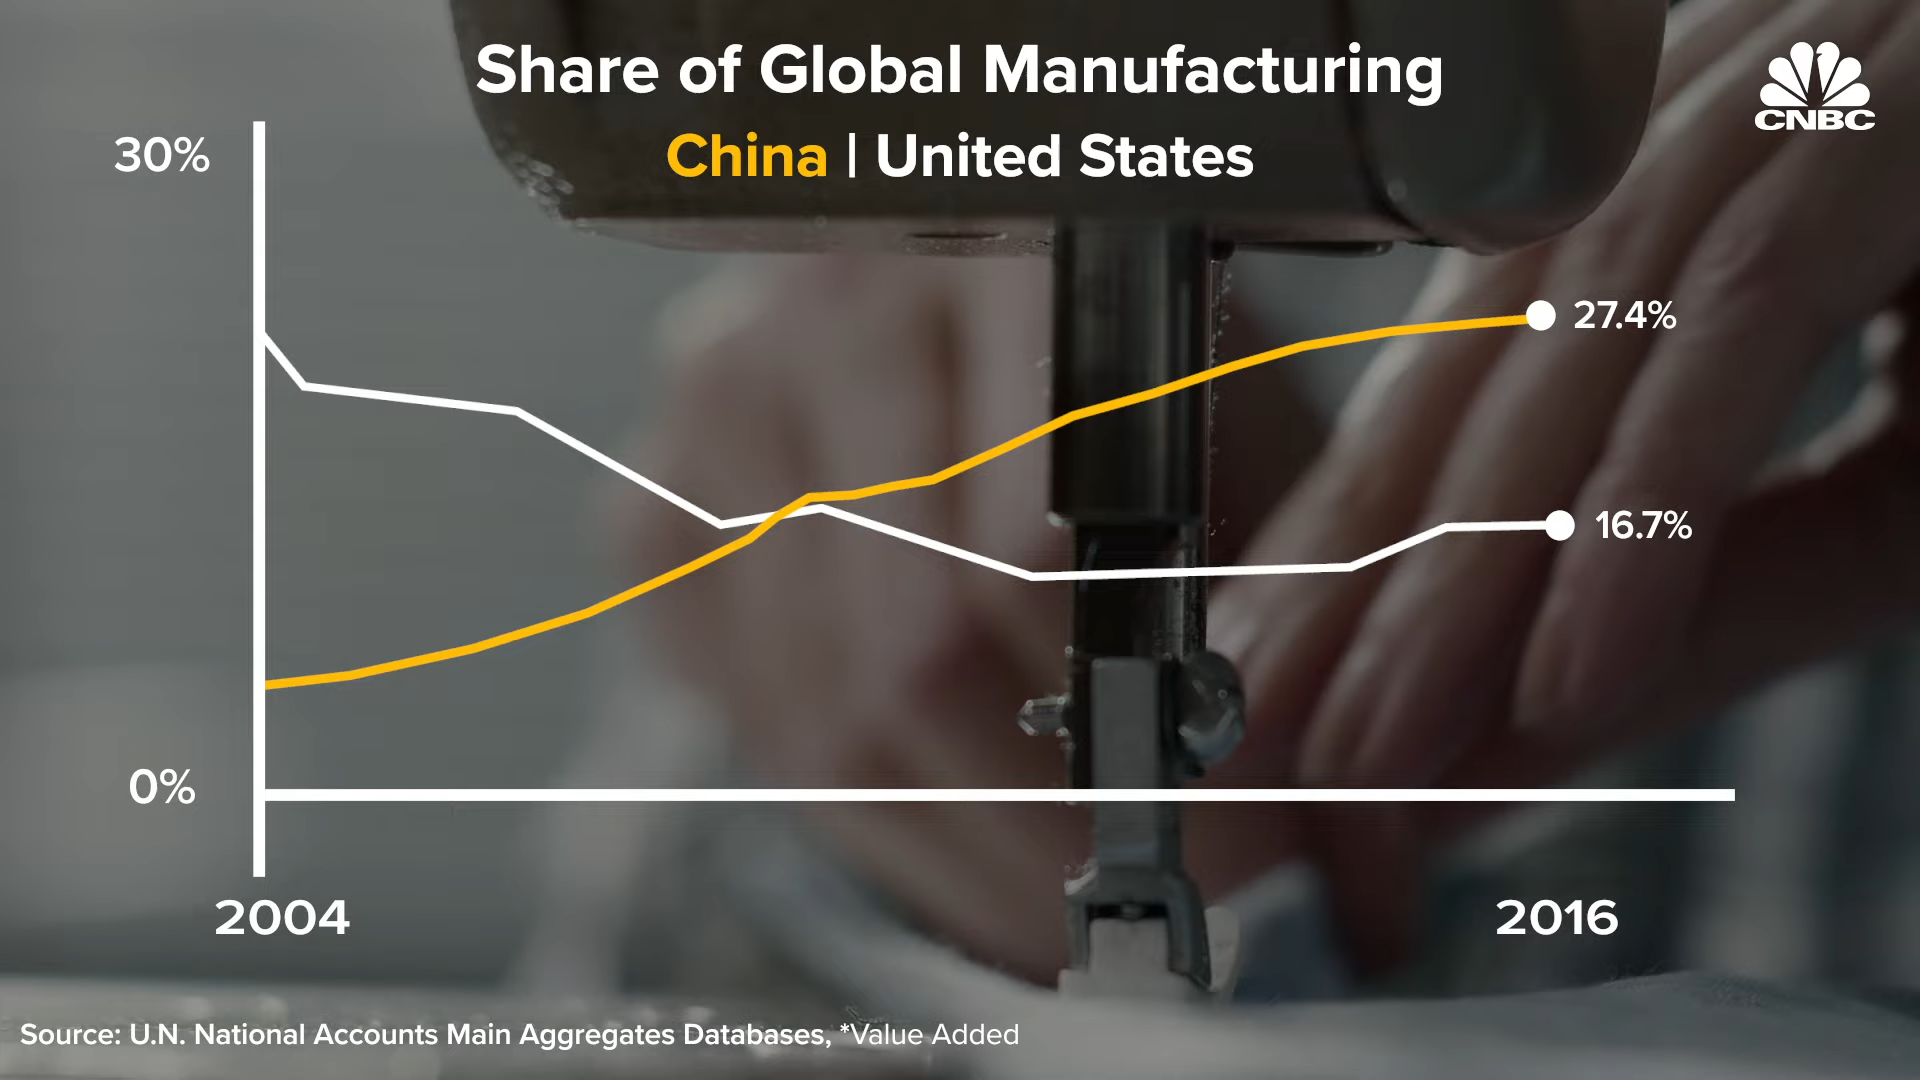 Share of Global Manufacturing
China | United States
CNBC
30%
27.4%
16.7%
0%
2004
2016
Source: U.N. National Accounts Main Aggregates Databases, *Value Added